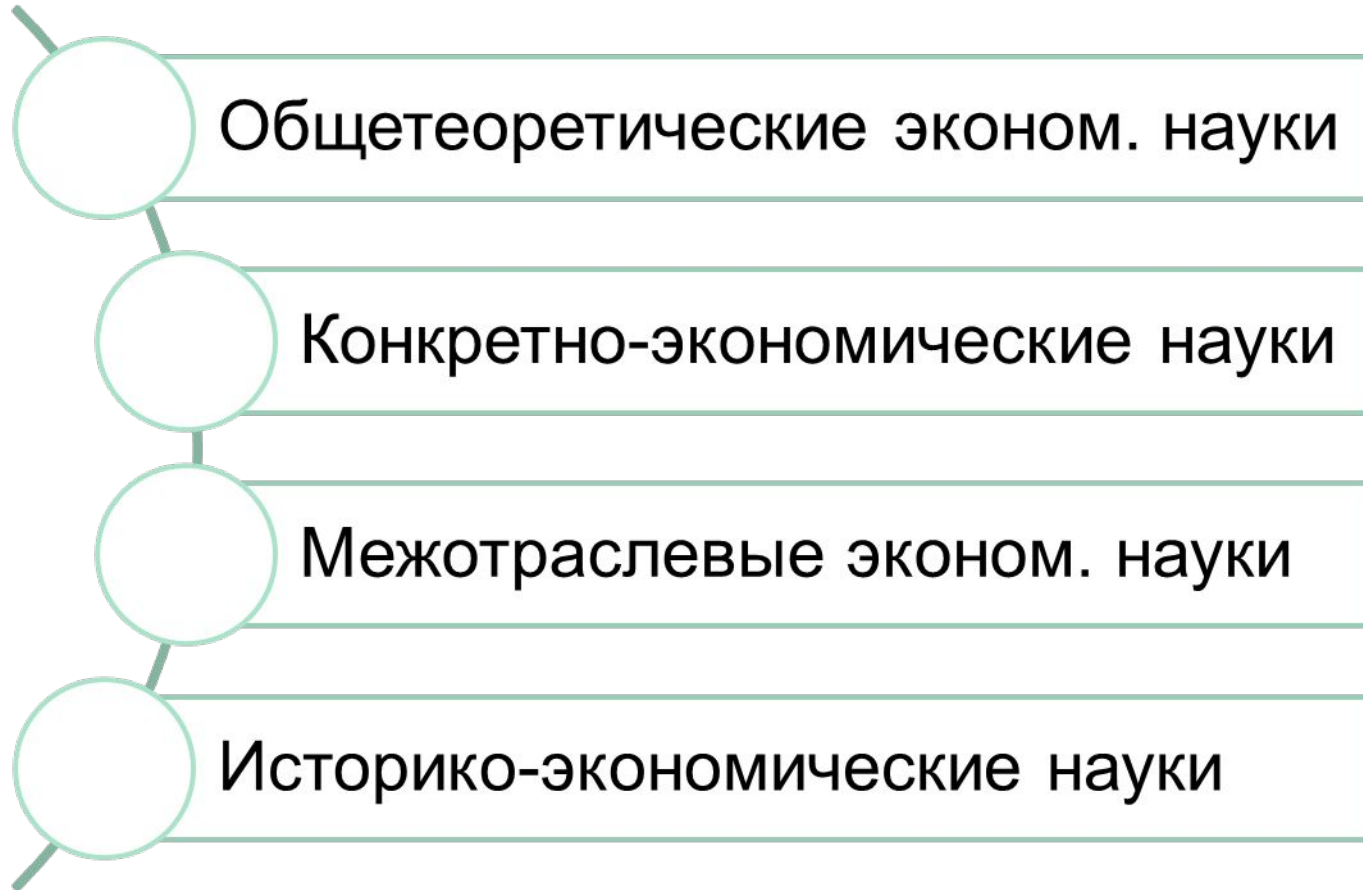 Общетеоретические эконом. науки
Конкретно-экономические науки
Межотраслевые эконом. науки
Историко-экономические науки